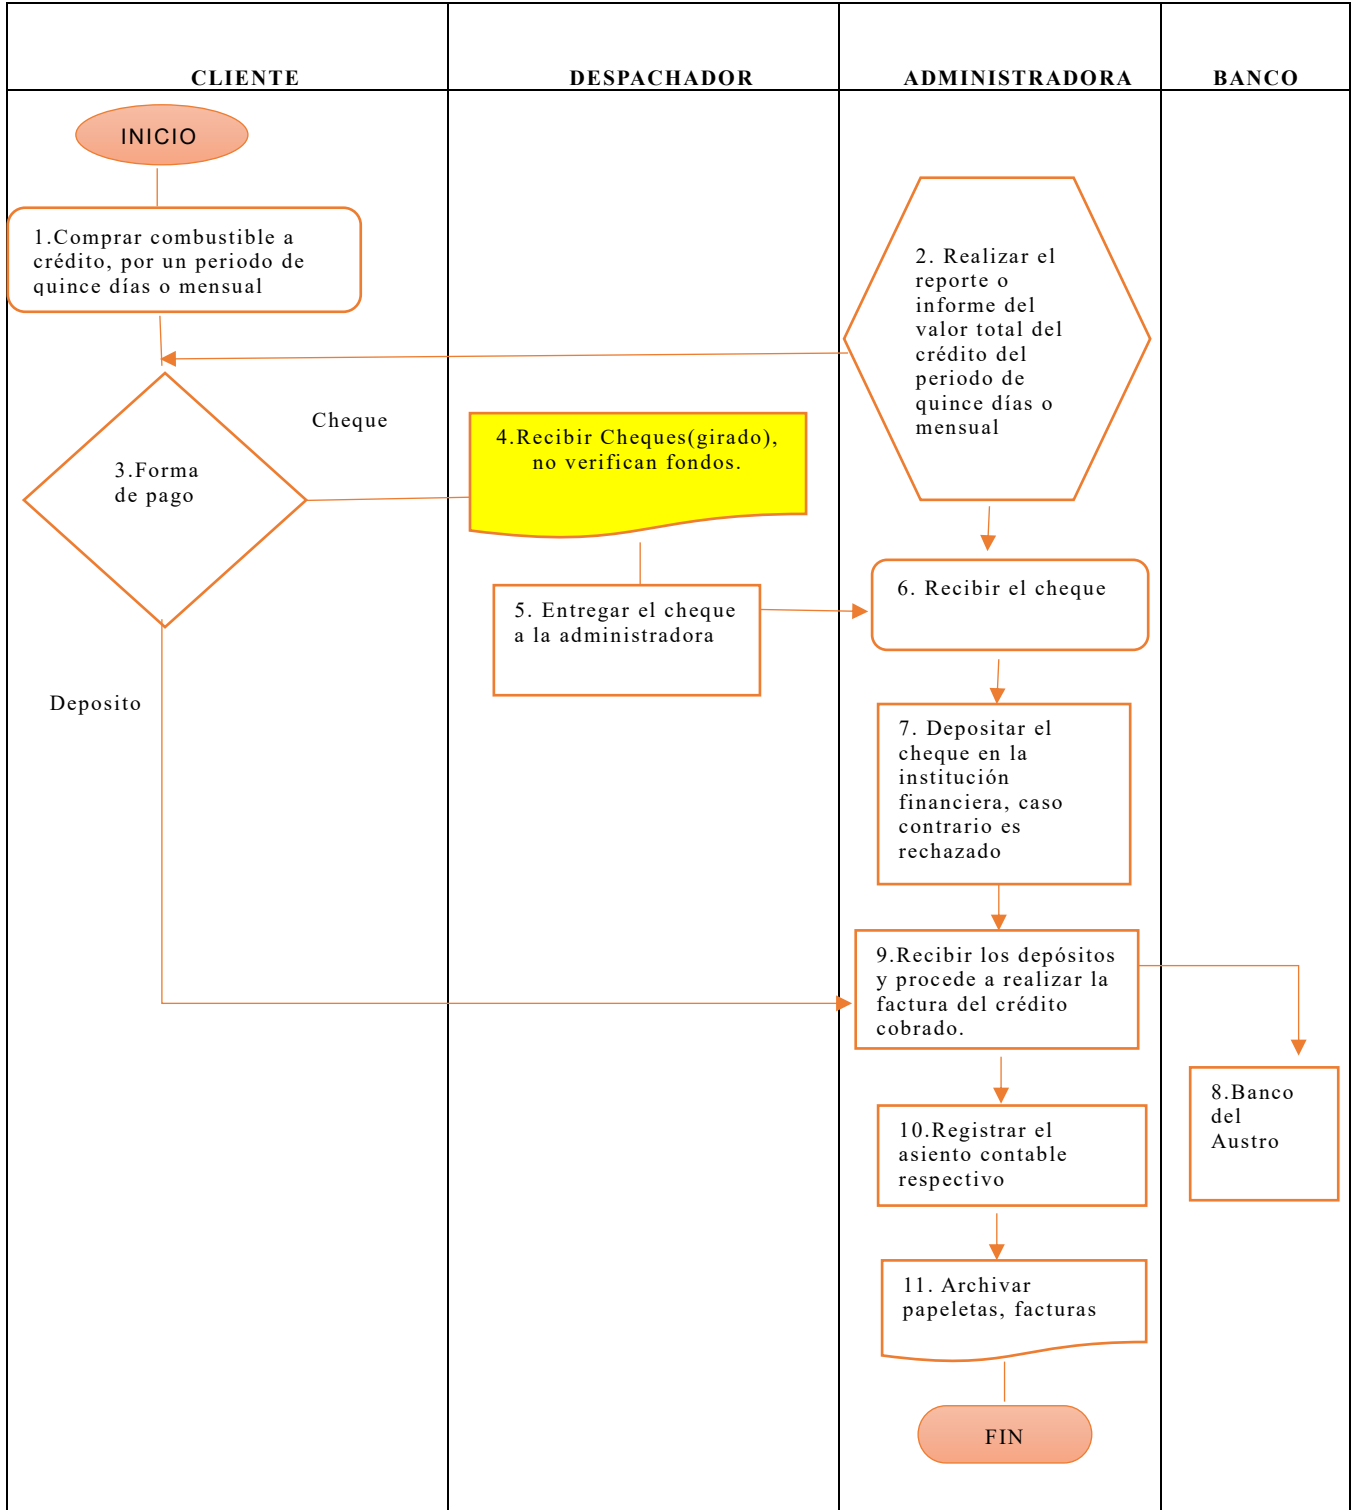 CLIENTE
DESPACHADOR
ADMINISTRADORA
BANCO
INICIO
1.Comprar combustible a
crédito, por un periodo de
quince días o mensual
2. Realizar el
reporte o
informe del
valor total del
crédito del
periodo de
quince días o
mensual
3.Forma
de pago
Cheque
4.Recibir Cheques(girado),
no verifican fondos.
5. Entregar el cheque
a la administradora
6. Recibir el cheque
Deposito
7. Depositar el
cheque en la
institución
financiera, caso
contrario es
rechazado
9.Recibir los depósitos
y procede a realizar la
factura del crédito
cobrado.
8.Banco
del
Austro
10.Registrar el
asiento contable
respectivo
11. Archivar
papeletas, facturas
FIN